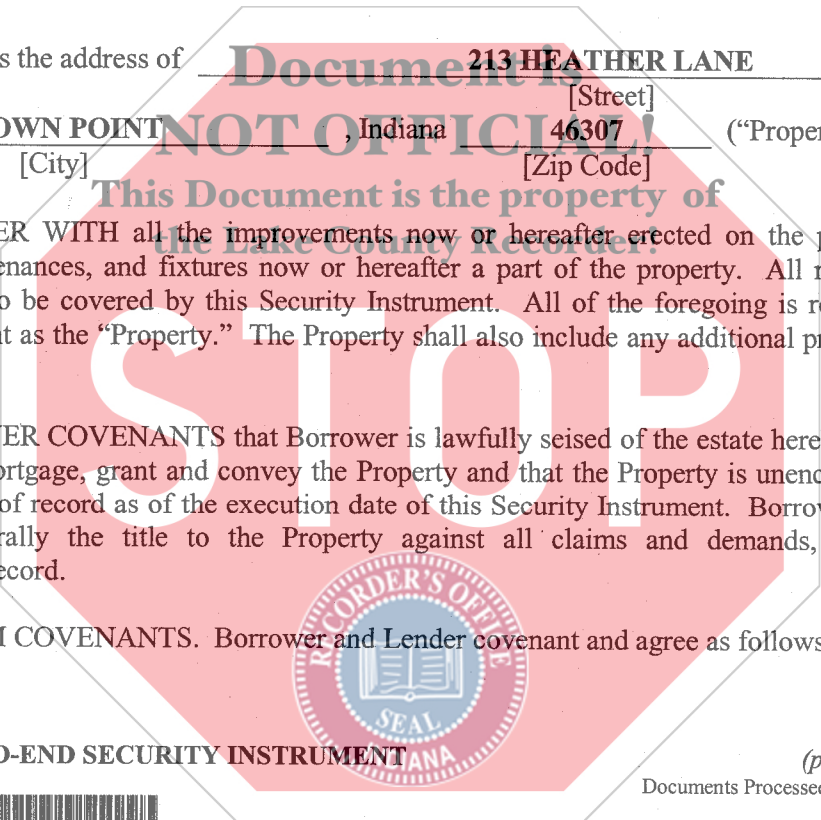 s the address of 213 HEATHER LANE
[Street]
OWN POINT , Indiana 46307 (“Proper
[City] [Zip Code]
ER WITH all the improvements now or hereafter erected on the p
enances, and fixtures now or hereafter a part of the property. All r
o be covered by this Security Instrument. All of the foregoing is re
t as the “Property.” The Property shall also include any additional pr
ER COVENANTS that Borrower is lawfully seised of the estate here
ortgage, grant and convey the Property and that the Property is unenc
of record as of the execution date of this Security Instrument. Borrow
rally the title to the Property against all claims and demands,
ecord.
M COVENANTS. Borrower and Lender covenant and agree as follows
D-END SECURITY INSTRUMENT
(p
Documents Processed
Document is
NOT OFFICIAL!
This Document is the property of
the Lake County Recorder!
STOP
RECORDER'S OFFICE
SEAL
INDIANA